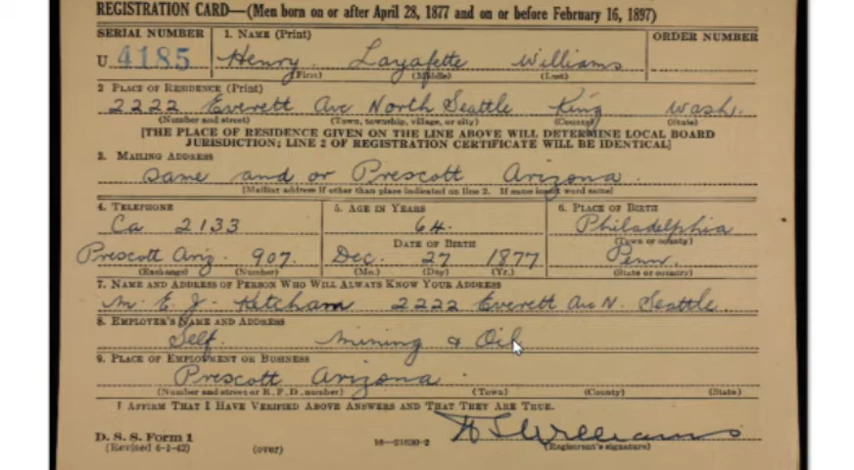 REGISTRATION CARD—(Men born on or after April 28, 1877 and on or before February 16, 1897)
SERIAL NUMBER 1. NAME (Print) ORDER NUMBER
U 4185 Henry Layafette Williams
(First) (Middle) (Last)
2 PLACE OF RESIDENCE (Print)
2222 Everett Ave North Seattle King Wash.
(Number and street) (Town, township, village, or city) (County) (State)
[THE PLACE OF RESIDENCE GIVEN ON THE LINE ABOVE WILL DETERMINE LOCAL BOARD
JURISDICTION; LINE 2 OF REGISTRATION CERTIFICATE WILL BE IDENTICAL]
3. MAILING ADDRESS
Same and or Prescott Arizona.
[Mailing address if other than place indicated on line 2. If same insert word same]
4. TELEPHONE 5. AGE IN YEARS 6. PLACE OF BIRTH
Ca 2133 64. Philadelphia
DATE OF BIRTH (Town or county)
Prescott Ariz. 907. Dec. 27 1877 Penn.
(Exchange) (Number) (Mo.) (Day) (Yr.) (State or country)
7. NAME AND ADDRESS OF PERSON WHO WILL ALWAYS KNOW YOUR ADDRESS
M. E. J. Ketcham 2222 Everett Ave N. Seattle.
8. EMPLOYER'S NAME AND ADDRESS
Self. Mining & Oil
9. PLACE OF EMPLOYMENT OR BUSINESS
Prescott Arizona.
(Number and street or R. F. D. number) (Town) (County) (State)
I AFFIRM THAT I HAVE VERIFIED ABOVE ANSWERS AND THAT THEY ARE TRUE.
D. S. S. Form 1 H L Williams
(Revised 4-1-42) (over) 16—21630-2 (Registrant's signature)